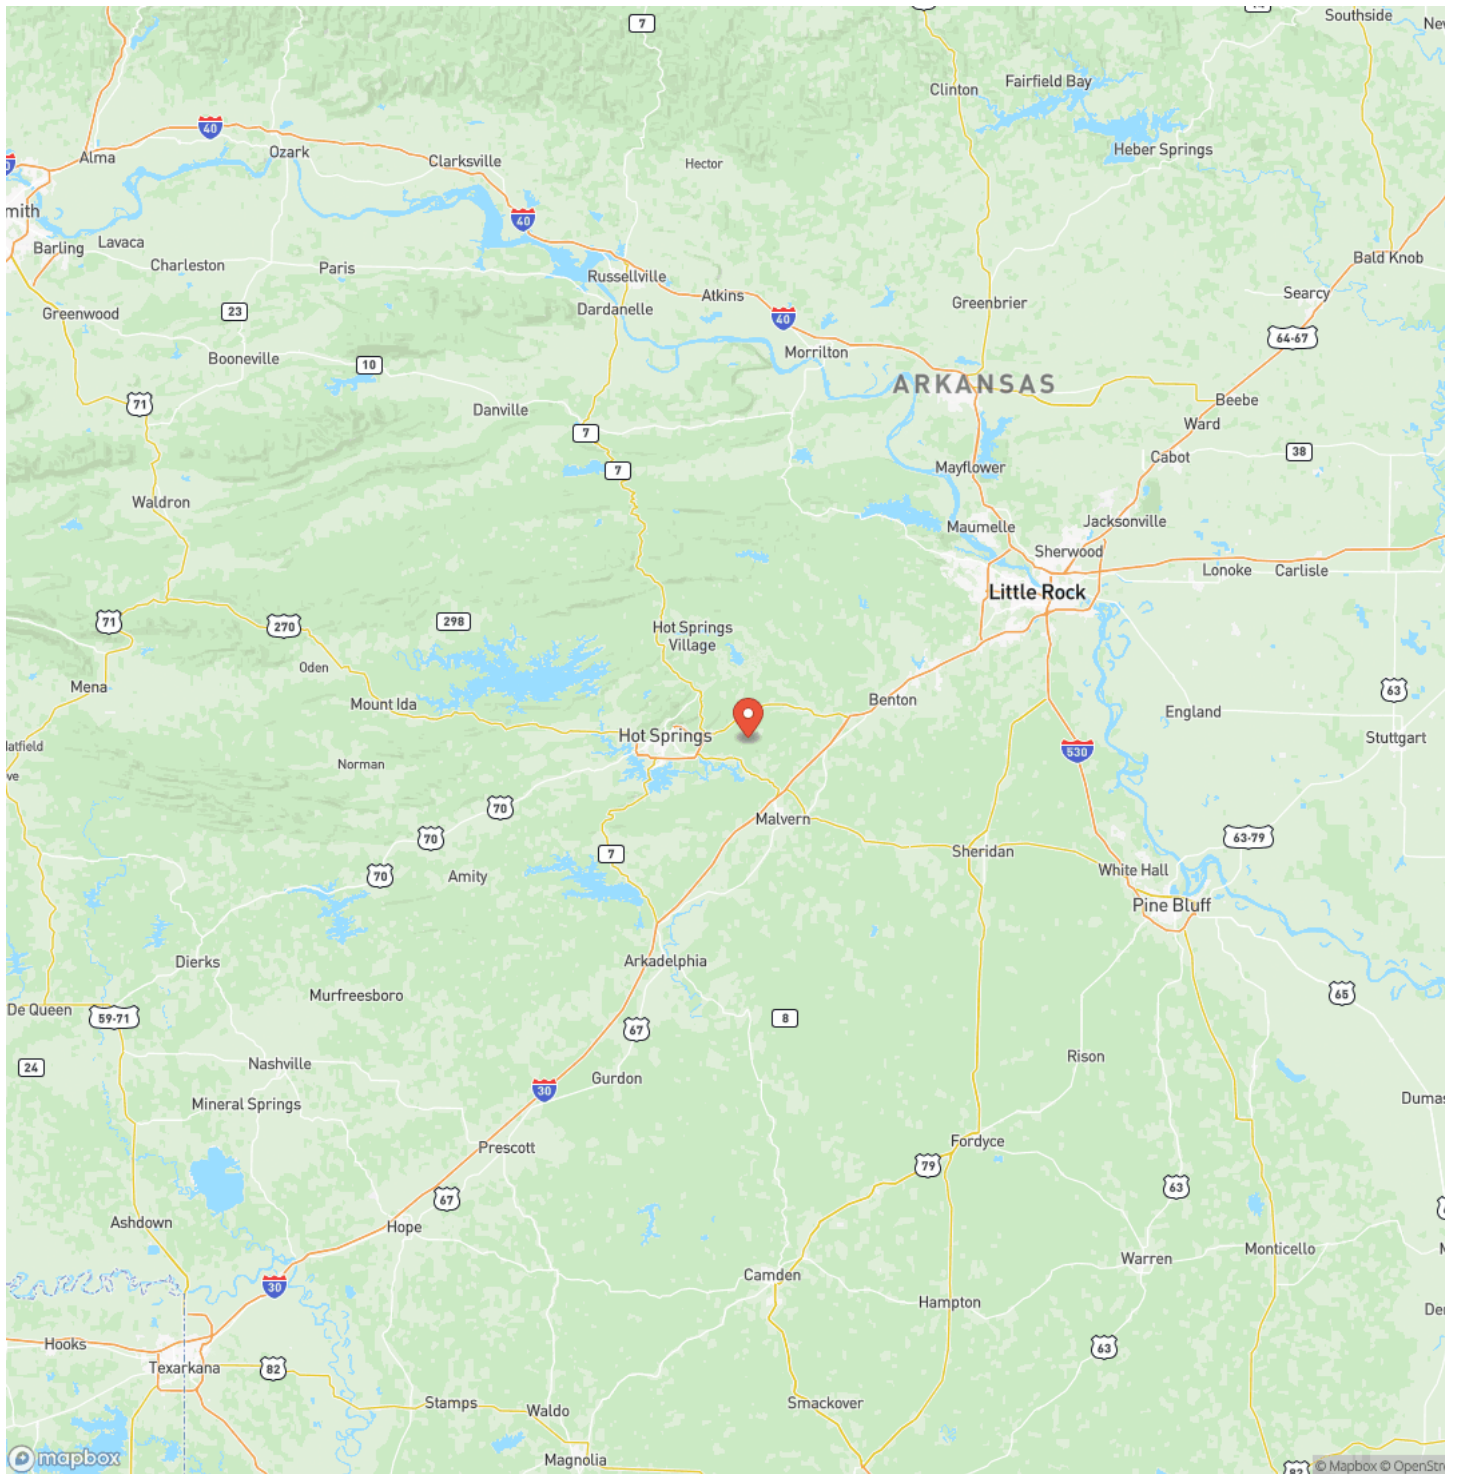 Southside
7
New
Fairfield Bay
Clinton
40
Alma
Ozark
Clarksville
Hector
Heber Springs
40
mith
Barling
Lavaca
Charleston
Paris
Russellville
Bald Knob
Atkins
Searcy
Greenwood
23
Dardanelle
40
Greenbrier
64-67
Booneville
10
Morrilton
ARKANSAS
71
Danville
Beebe
7
Ward
7
Mayflower
Cabot
38
Waldron
Maumelle
Jacksonville
Sherwood
Lonoke
Carlisle
Little Rock
71
270
298
Hot Springs
Village
Oden
Mena
Mount Ida
Benton
63
England
Stuttgart
Hot Springs
atfield
530
Norman
ve
70
Malvern
70
63-79
7
Sheridan
70
Amity
White Hall
Pine Bluff
Dierks
Arkadelphia
Murfreesboro
65
De Queen
59-71
8
67
24
Nashville
Rison
Gurdon
30
Mineral Springs
Dumas
Fordyce
Prescott
79
63
67
Ashdown
Hope
Warren
Monticello
Camden
30
Hampton
Hooks
63
Texarkana
82
Stamps
Waldo
Smackover
Magnolia
mapbox
82
© Mapbox © OpenStre